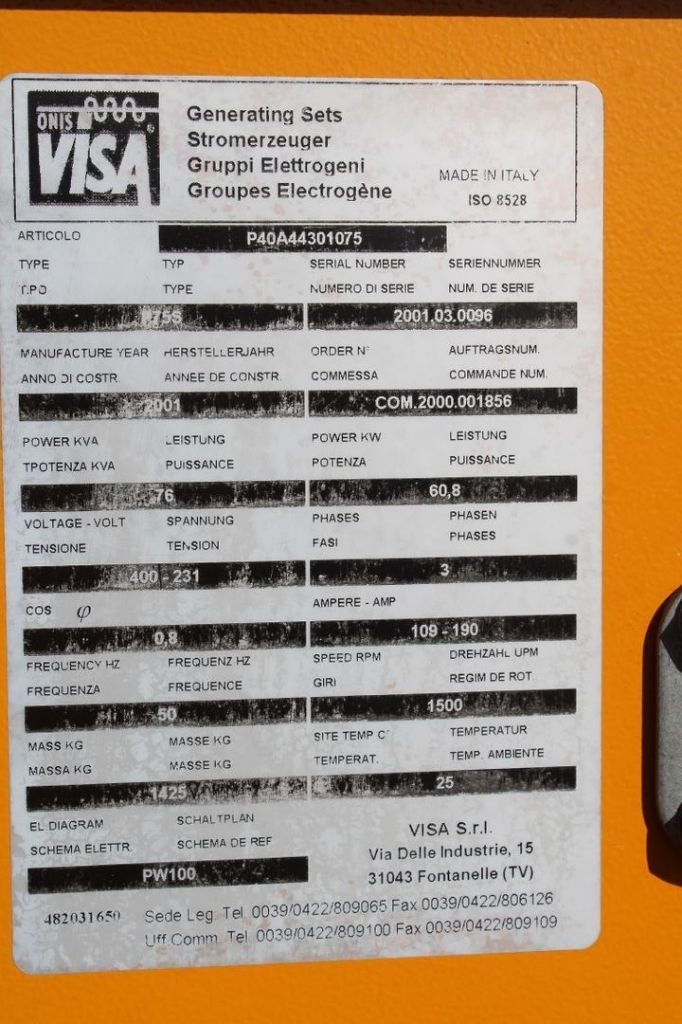 ONIS
VISA
Generating Sets
Stromerzeuger
Gruppi Elettrogeni
Groupes Electrogène
MADE IN ITALY
ISO 8528
ARTICOLO P40A44301075
TYPE TYP SERIAL NUMBER SERIENNUMMER
TIPO TYPE NUMERO DI SERIE NUM. DE SERIE
P75S 2001.03.0096
MANUFACTURE YEAR HERSTELLERJAHR ORDER N° AUFTRAGSNUM.
ANNO DI COSTR. ANNEE DE CONSTR. COMMESSA COMMANDE NUM.
2001 COM.2000.001856
POWER KVA LEISTUNG POWER KW LEISTUNG
TPOTENZA KVA PUISSANCE POTENZA PUISSANCE
76 60,8
VOLTAGE - VOLT SPANNUNG PHASES PHASEN
TENSIONE TENSION FASI PHASES
400 - 231 3
COS φ AMPERE - AMP
0,8 109 - 190
FREQUENCY HZ FREQUENZ HZ SPEED RPM DREHZAHL UPM
FREQUENZA FREQUENCE GIRI REGIM DE ROT.
50 1500
MASS KG MASSE KG SITE TEMP C° TEMPERATUR
MASSA KG MASSE KG TEMPERAT. TEMP. AMBIENTE
1425 25
EL DIAGRAM SCHALTPLAN
SCHEMA ELETTR. SCHEMA DE REF
PW100
VISA S.r.l.
Via Delle Industrie, 15
31043 Fontanelle (TV)
482031650 Sede Leg. Tel. 0039/0422/809065 Fax 0039/0422/806126
Uff.Comm. Tel. 0039/0422/809100 Fax 0039/0422/809109